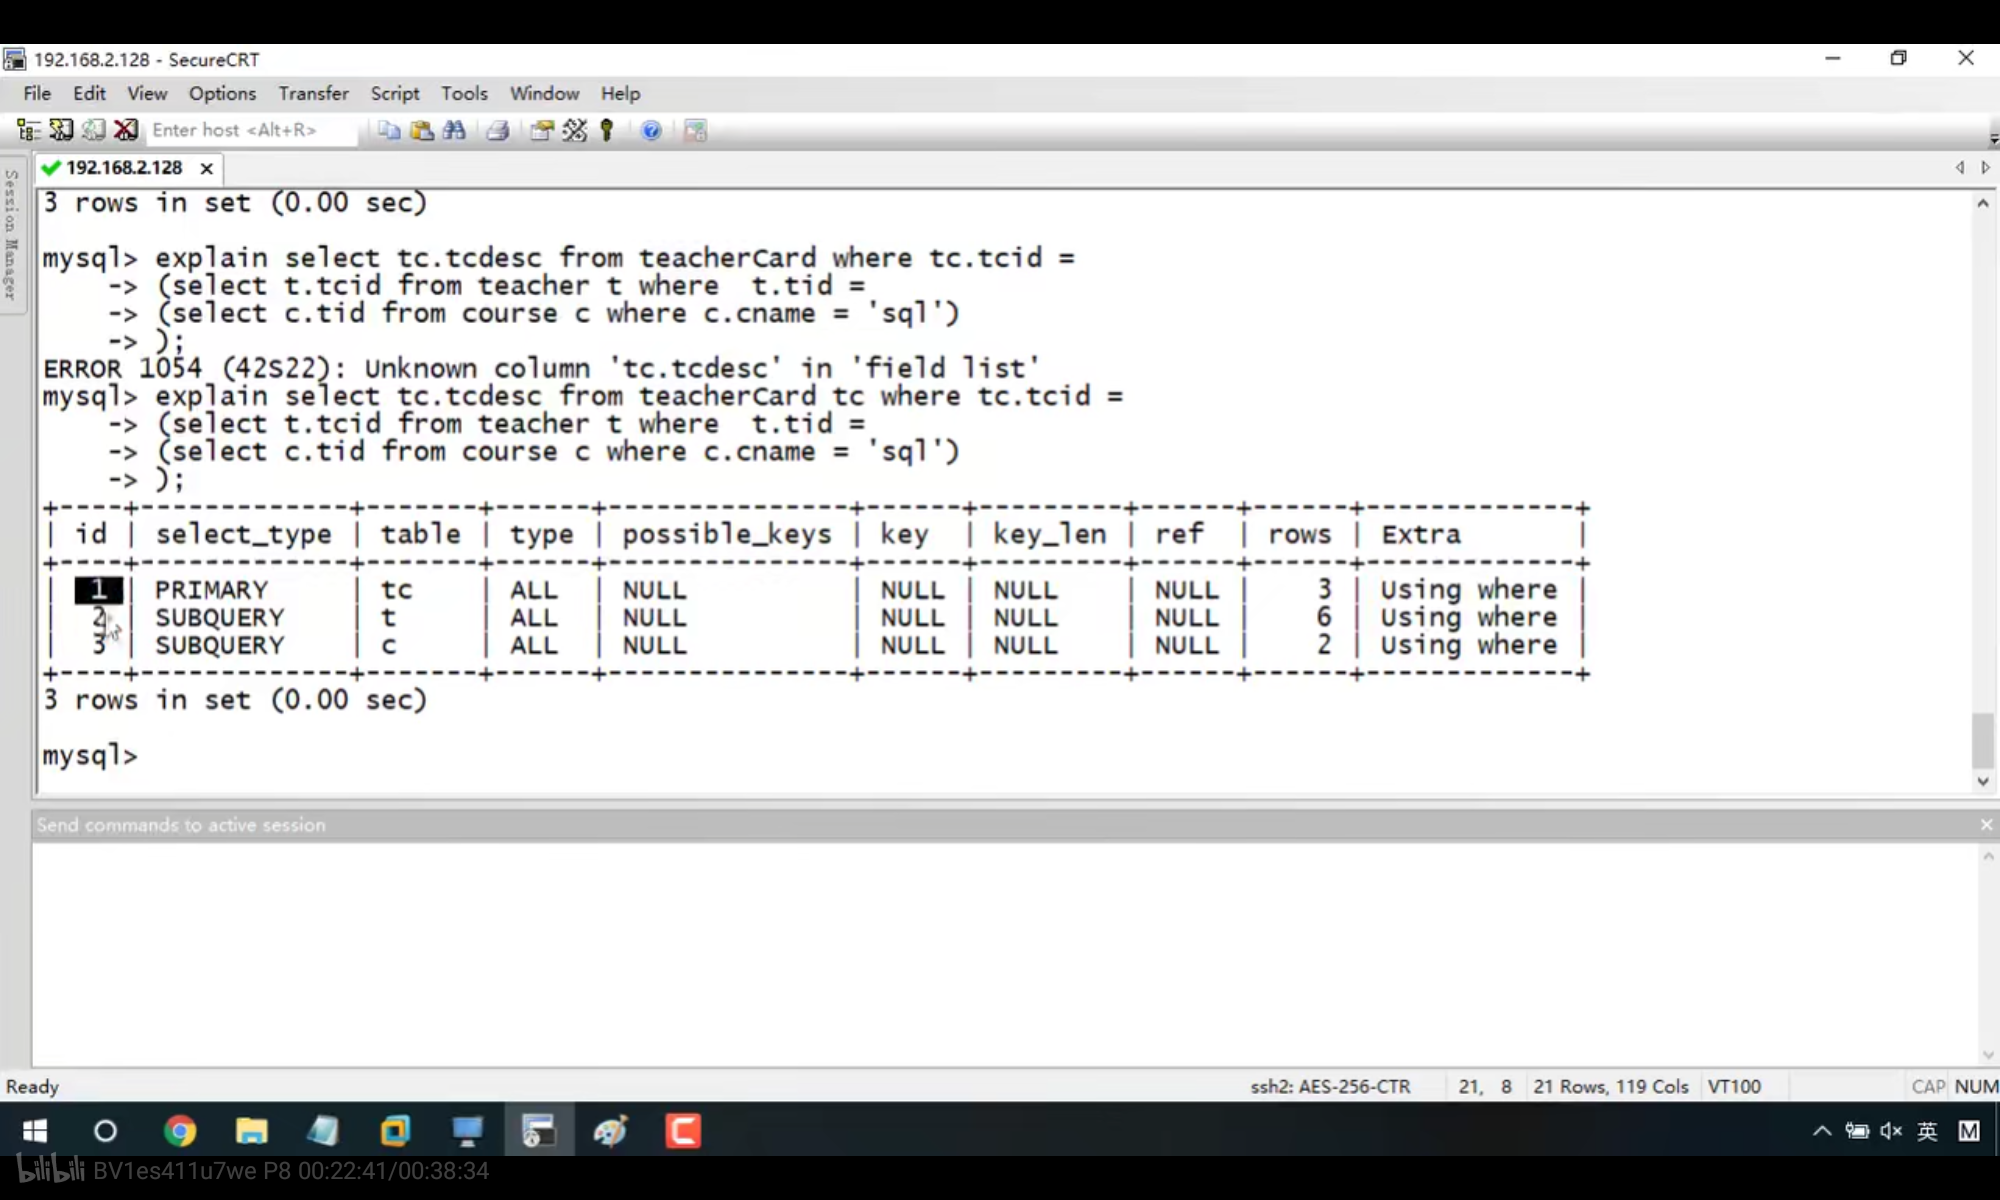 192.168.2.128 - SecureCRT
File Edit View Options Transfer Script Tools Window Help
Enter host <Alt+R>
Session Manager
192.168.2.128
3 rows in set (0.00 sec)
mysql> explain select tc.tcdesc from teacherCard where tc.tcid =
    -> (select t.tcid from teacher t where  t.tid =
    -> (select c.tid from course c where c.cname = 'sql')
    -> );
ERROR 1054 (42S22): Unknown column 'tc.tcdesc' in 'field list'
mysql> explain select tc.tcdesc from teacherCard tc where tc.tcid =
    -> (select t.tcid from teacher t where  t.tid =
    -> (select c.tid from course c where c.cname = 'sql')
    -> );
+----+-------------+-------+------+---------------+------+---------+------+------+-------------+
| id | select_type | table | type | possible_keys | key  | key_len | ref  | rows | Extra       |
+----+-------------+-------+------+---------------+------+---------+------+------+-------------+
|  1 | PRIMARY     | tc    | ALL  | NULL          | NULL | NULL    | NULL |    3 | Using where |
|  2 | SUBQUERY    | t     | ALL  | NULL          | NULL | NULL    | NULL |    6 | Using where |
|  3 | SUBQUERY    | c     | ALL  | NULL          | NULL | NULL    | NULL |    2 | Using where |
+----+-------------+-------+------+---------------+------+---------+------+------+-------------+
3 rows in set (0.00 sec)
mysql>
Send commands to active session
Ready ssh2: AES-256-CTR 21, 8 21 Rows, 119 Cols VT100 CAP NUM
英 M
bilibili BV1es411u7we P8 00:22:41/00:38:34